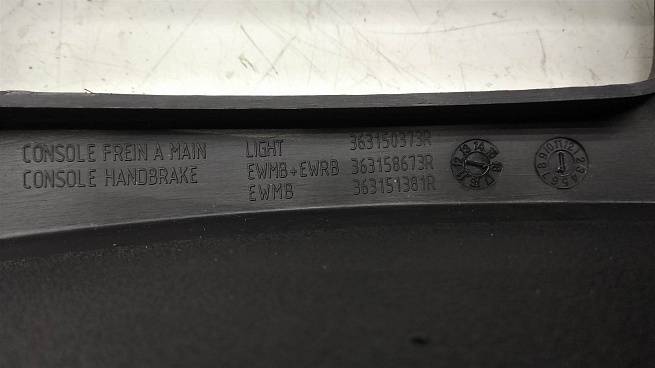 CONSOLE FREIN A MAIN LIGHT 363150373R
CONSOLE HANDBRAKE EWMB+EWRB 363158673R
EWMB 363151381R